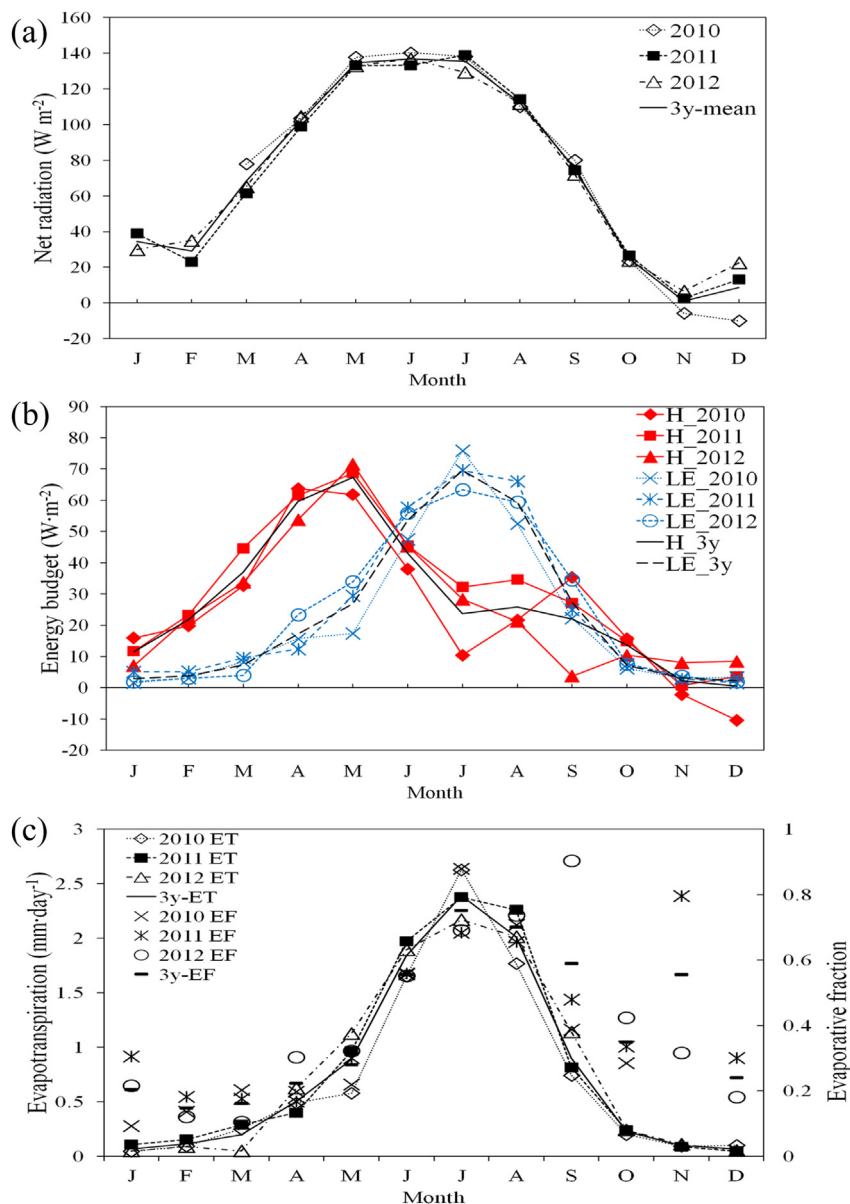 (a)
160
140
120
100
80
60
40
20
0
-20
Net radiation (W m-2)
2010
2011
2012
3y-mean
J F M A M J J A S O N D
Month
(b)
90
80
70
60
50
40
30
20
10
0
-10
-20
Energy budget (W·m-2)
H_2010
H_2011
H_2012
LE_2010
LE_2011
LE_2012
H_3y
LE_3y
J F M A M J J A S O N D
Month
(c)
3
2.5
2
1.5
1
0.5
0
Evapotranspiration (mm·day-1)
2010 ET
2011 ET
2012 ET
3y-ET
2010 EF
2011 EF
2012 EF
3y-EF
1
0.8
0.6
0.4
0.2
0
Evaporative fraction
J F M A M J J A S O N D
Month